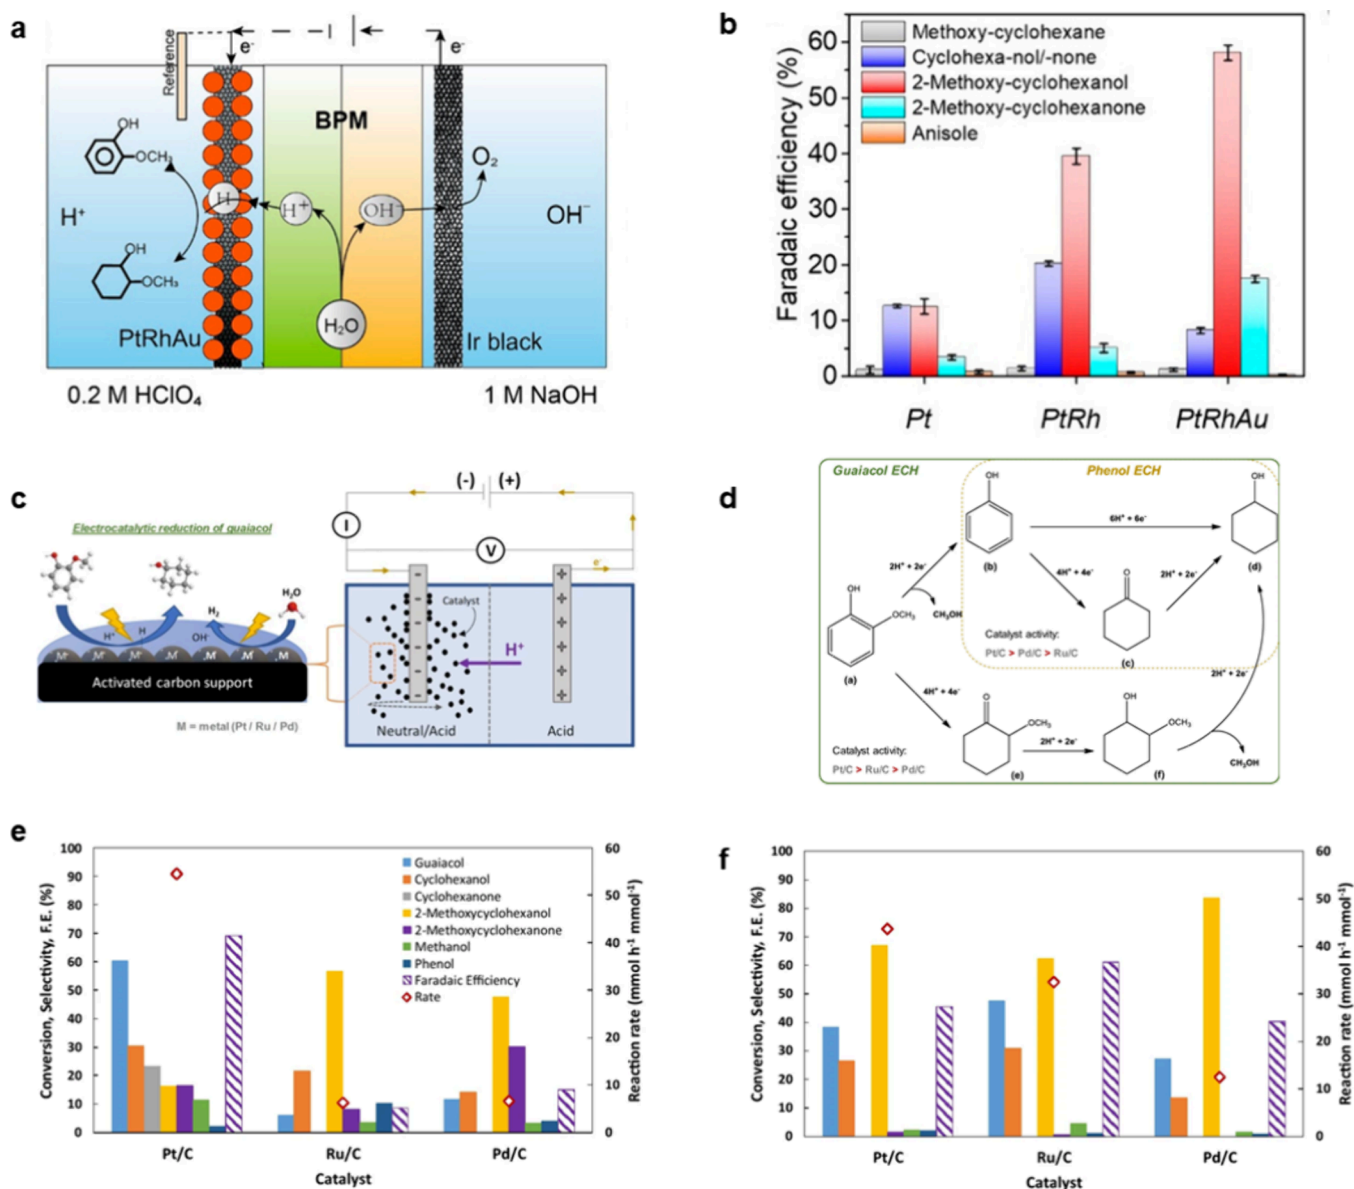 a
Reference
e⁻
e⁻
BPM
OH
OCH₃
O₂
H
H⁺
OH⁻
H⁺
OH⁻
OH
OCH₃
H₂O
PtRhAu
Ir black
0.2 M HClO₄
1 M NaOH
b
Faradaic efficiency (%)
60
50
40
30
20
10
0
Methoxy-cyclohexane
Cyclohexa-nol/-none
2-Methoxy-cyclohexanol
2-Methoxy-cyclohexanone
Anisole
Pt
PtRh
PtRhAu
c
Electrocatalytic reduction of guaiacol
H₂O
H₂
H⁺
H
OH⁻
M M M M M M
Activated carbon support
M = metal (Pt / Ru / Pd)
(-) (+)
I
V
e⁻
Catalyst
H⁺
Neutral/Acid
Acid
d
Guaiacol ECH
Phenol ECH
OH
(b)
6H⁺ + 6e⁻
OH
(d)
2H⁺ + 2e⁻
CH₃OH
4H⁺ + 4e⁻
O
(c)
2H⁺ + 2e⁻
Catalyst activity:
Pt/C > Pd/C > Ru/C
OH
OCH₃
(a)
4H⁺ + 4e⁻
O
OCH₃
(e)
2H⁺ + 2e⁻
OH
OCH₃
(f)
2H⁺ + 2e⁻
CH₃OH
Catalyst activity:
Pt/C > Ru/C > Pd/C
e
Conversion, Selectivity, F.E. (%)
100
90
80
70
60
50
40
30
20
10
0
Guaiacol
Cyclohexanol
Cyclohexanone
2-Methoxycyclohexanol
2-Methoxycyclohexanone
Methanol
Phenol
Faradaic Efficiency
Rate
60
50
40
30
20
10
0
Reaction rate (mmol h⁻¹ mmol⁻¹)
Pt/C
Ru/C
Pd/C
Catalyst
f
Conversion, Selectivity, F.E. (%)
100
90
80
70
60
50
40
30
20
10
0
60
50
40
30
20
10
0
Reaction rate (mmol h⁻¹ mmol⁻¹)
Pt/C
Ru/C
Pd/C
Catalyst